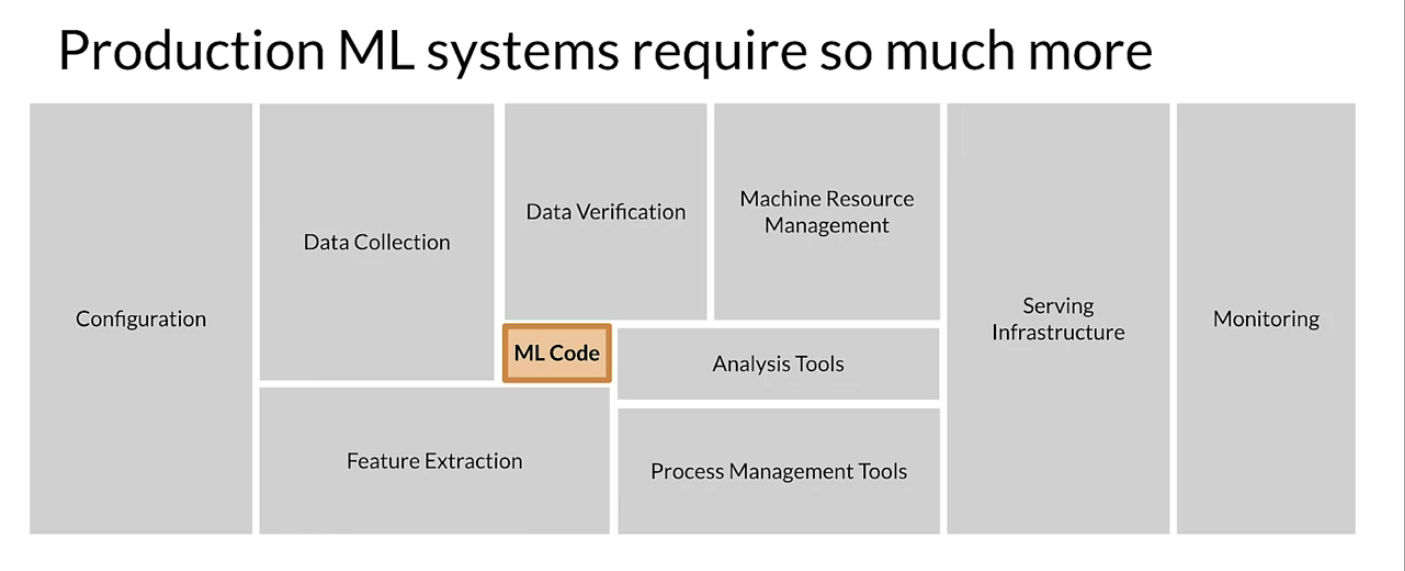 Production ML systems require so much more
Configuration
Data Collection
Data Verification
Machine Resource
Management
ML Code
Analysis Tools
Feature Extraction
Process Management Tools
Serving
Infrastructure
Monitoring